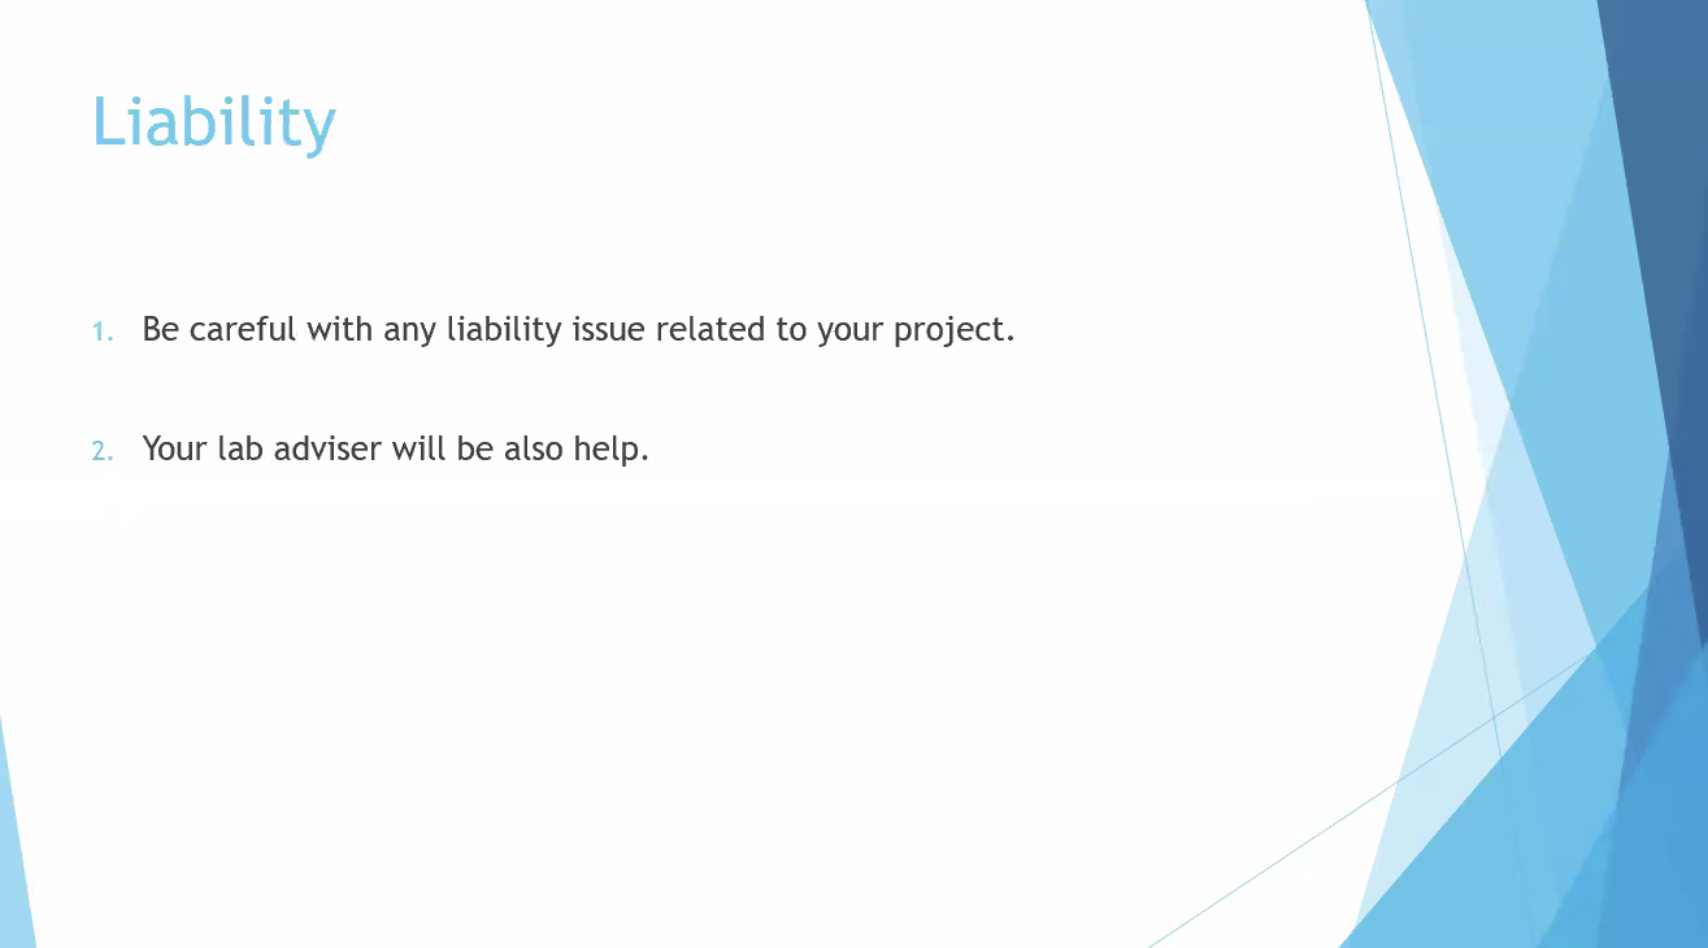 Liability
1. Be careful with any liability issue related to your project.
2. Your lab adviser will be also help.